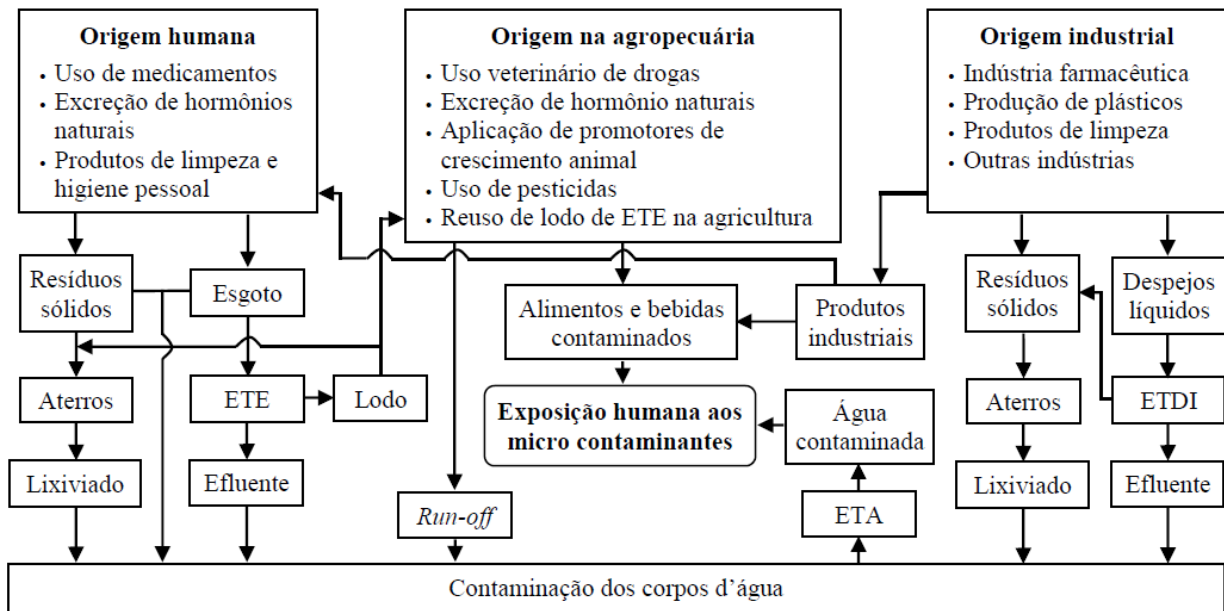 Origem humana
• Uso de medicamentos
• Excreção de hormônios
naturais
• Produtos de limpeza e
higiene pessoal
Origem na agropecuária
• Uso veterinário de drogas
• Excreção de hormônio naturais
• Aplicação de promotores de
crescimento animal
• Uso de pesticidas
• Reuso de lodo de ETE na agricultura
Origem industrial
• Indústria farmacêutica
• Produção de plásticos
• Produtos de limpeza
• Outras indústrias
Resíduos
sólidos
Esgoto
Alimentos e bebidas
contaminados
Produtos
industriais
Resíduos
sólidos
Despejos
líquidos
Aterros
ETE
Lodo
Exposição humana aos
micro contaminantes
Água
contaminada
Aterros
ETDI
Lixiviado
Efluente
Run-off
ETA
Lixiviado
Efluente
Contaminação dos corpos d’água